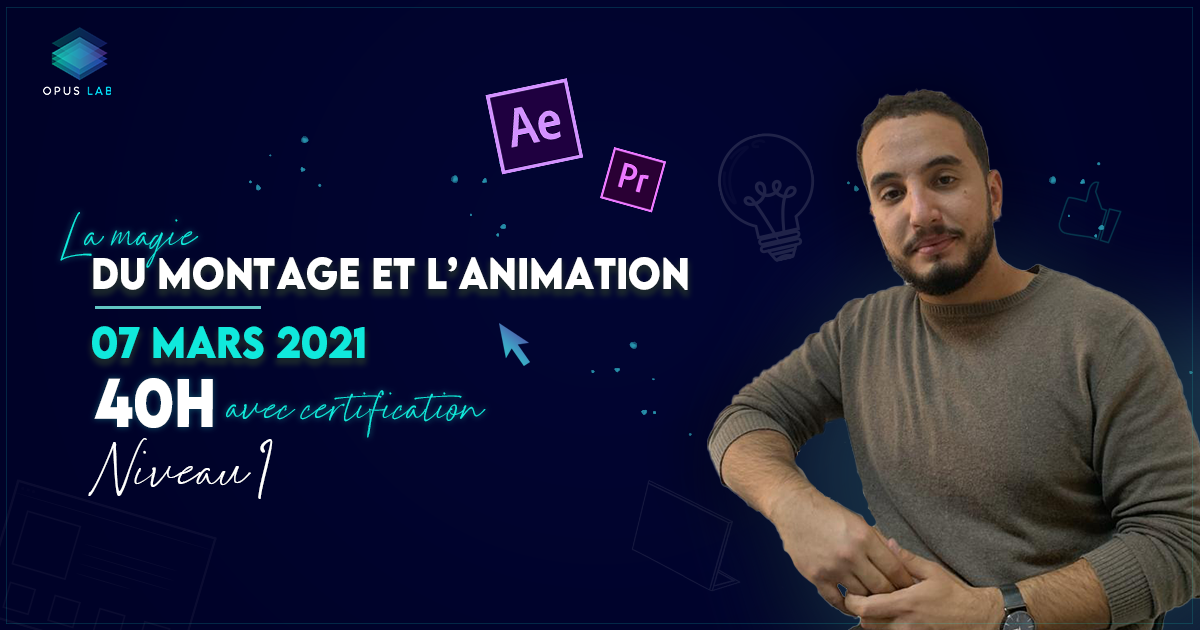 OPUS LAB
Ae
Pr
La magie
DU MONTAGE ET L'ANIMATION
07 MARS 2021
40H avec certification
Niveau 1